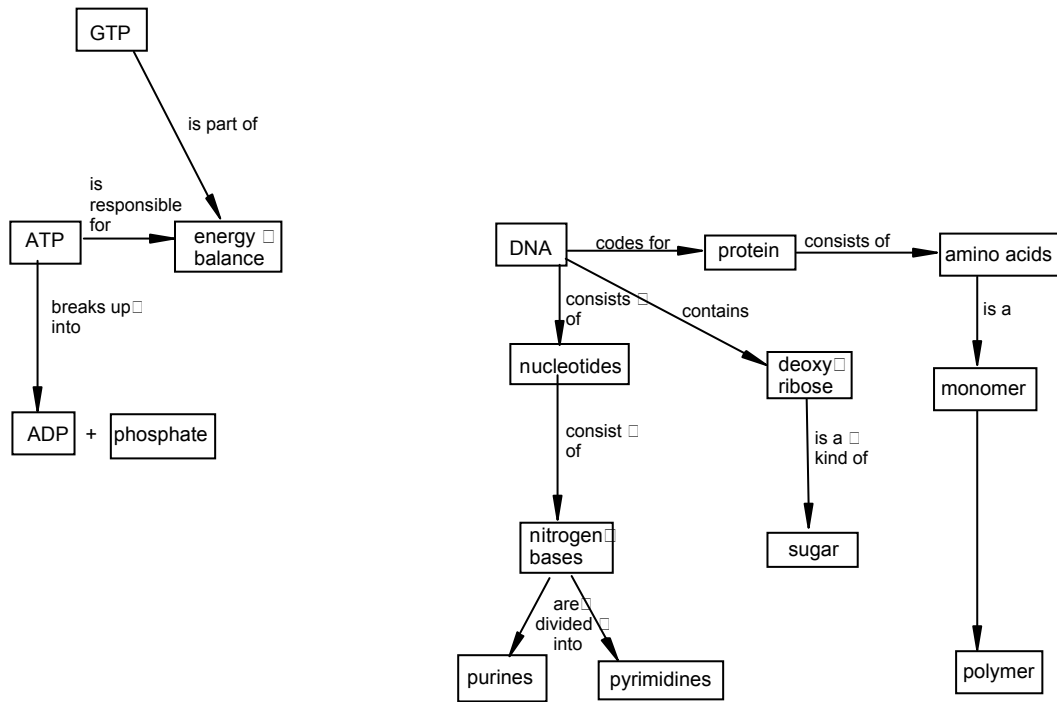 GTP
is part of
is
responsible
for
ATP
energy
balance
breaks up
into
ADP
+
phosphate
DNA
codes for
protein
consists of
amino acids
consists
of
contains
is a
nucleotides
deoxy
ribose
monomer
consist
of
is a
kind of
nitrogen
bases
sugar
are
divided
into
purines
pyrimidines
polymer